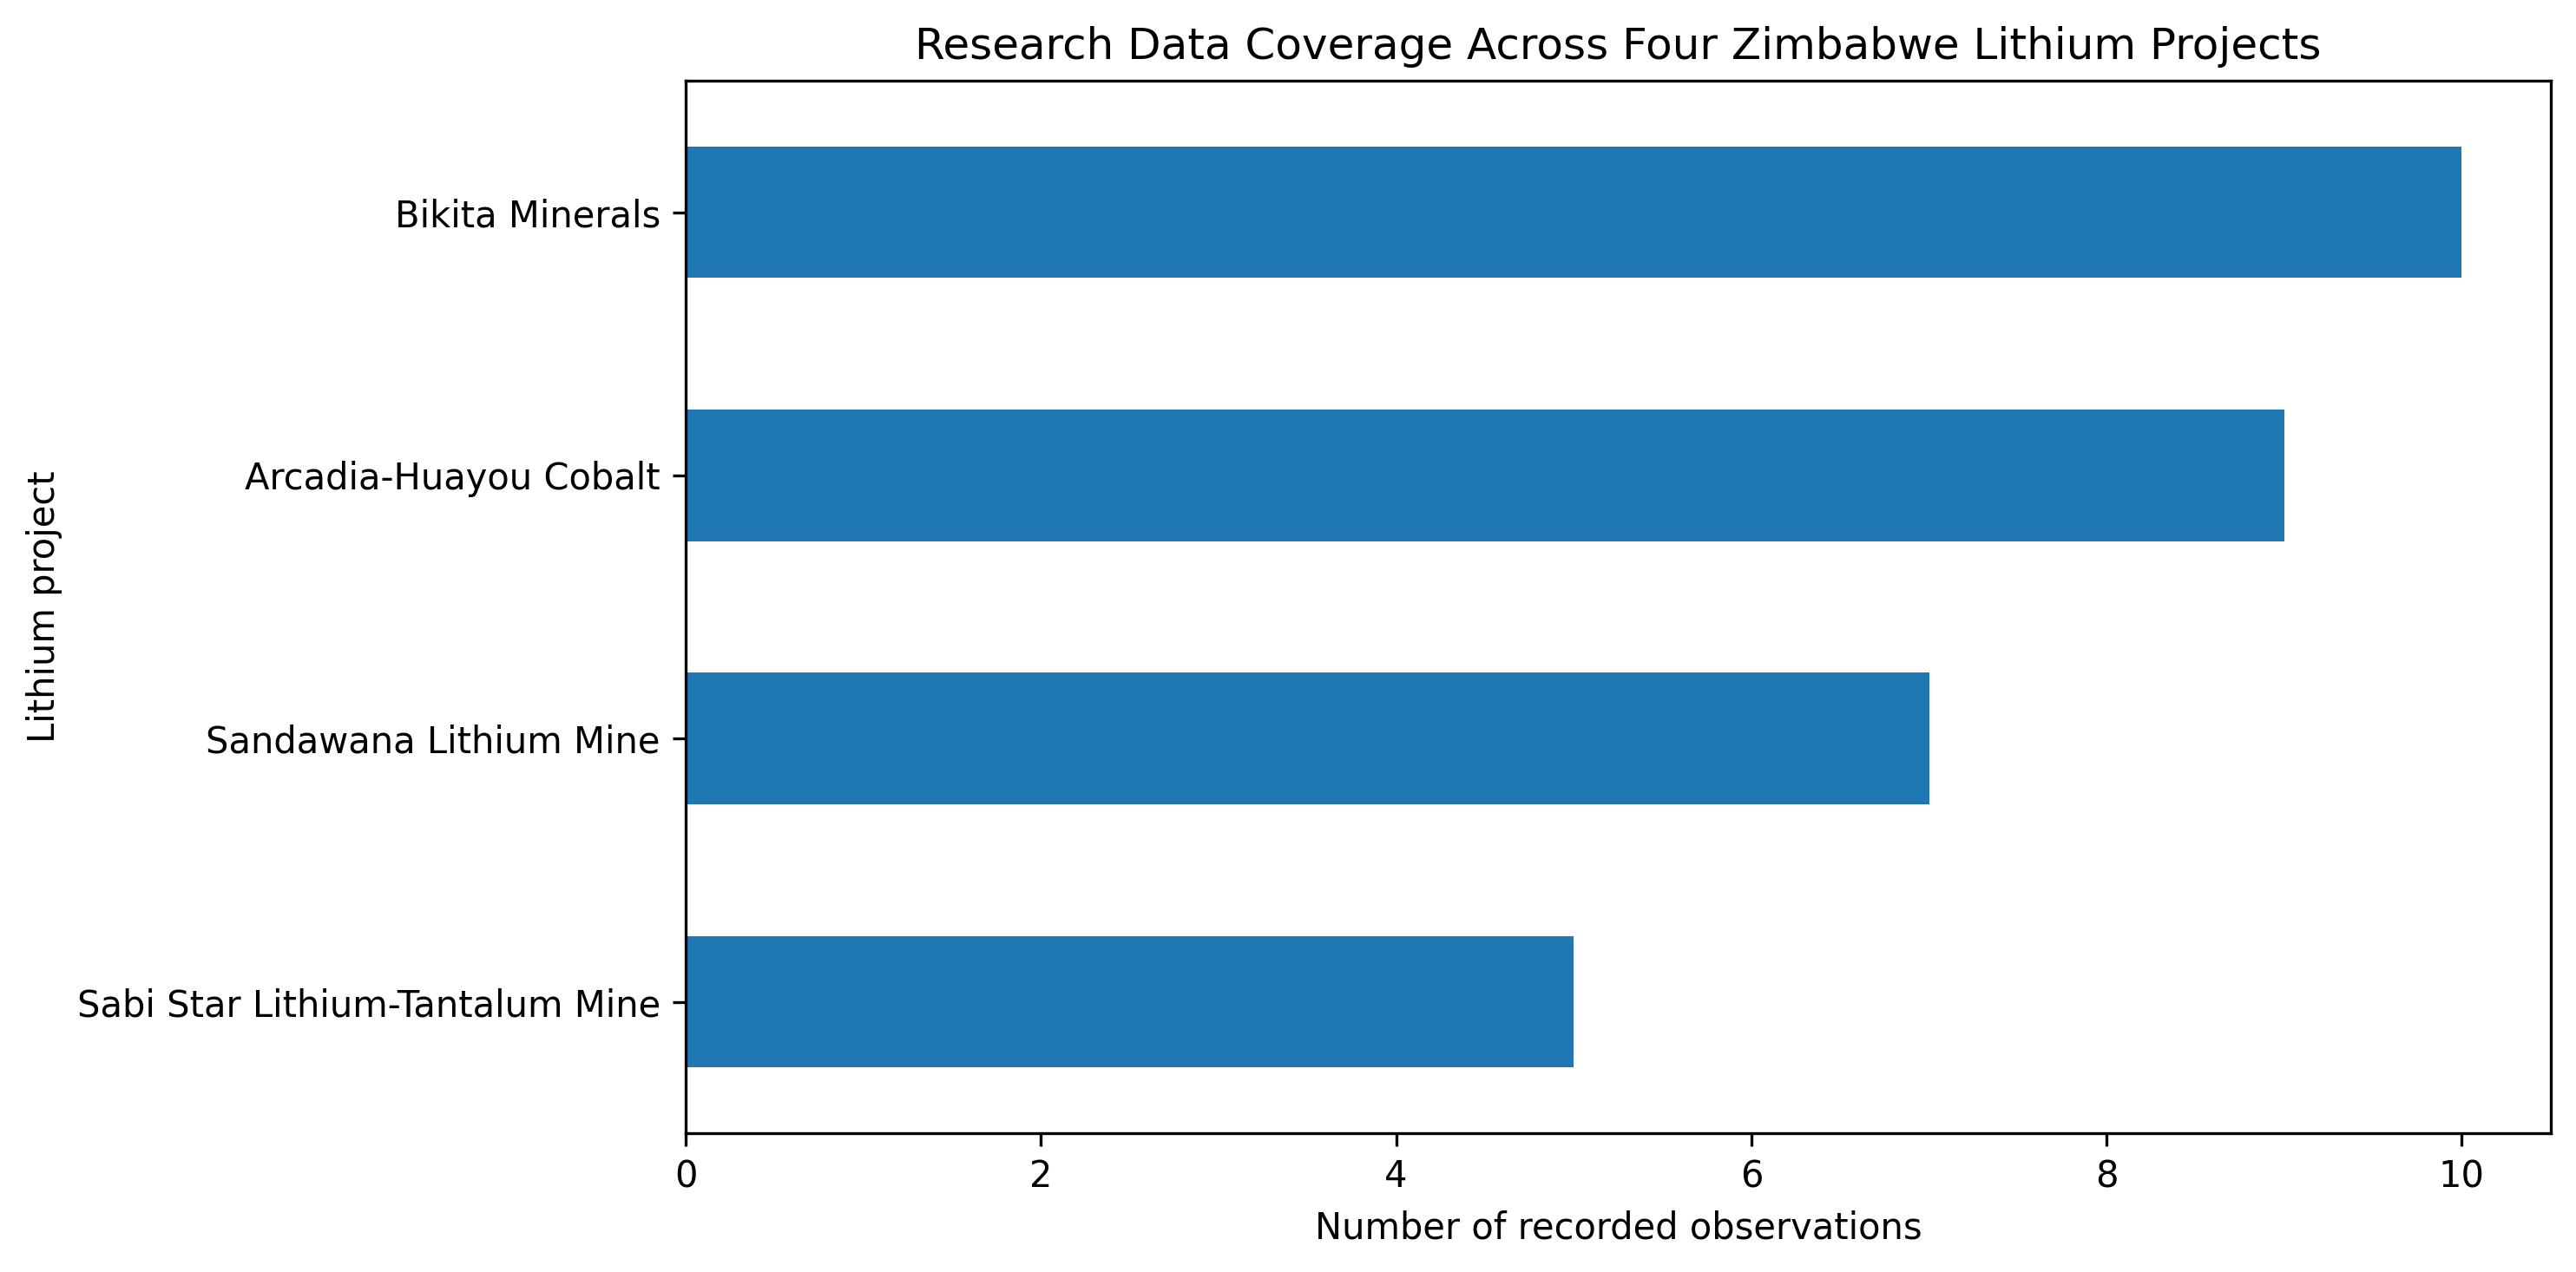 Research Data Coverage Across Four Zimbabwe Lithium Projects
Lithium project
Bikita Minerals
Arcadia-Huayou Cobalt
Sandawana Lithium Mine
Sabi Star Lithium-Tantalum Mine
0 2 4 6 8 10
Number of recorded observations